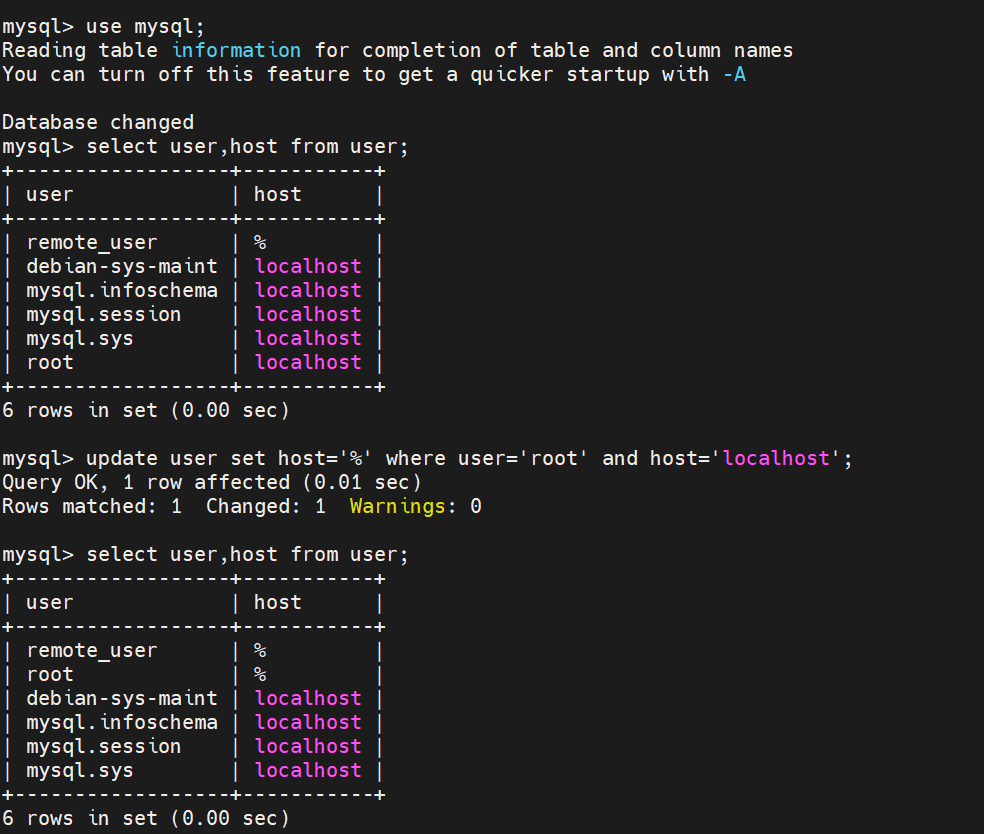 mysql> use mysql;
Reading table information for completion of table and column names
You can turn off this feature to get a quicker startup with -A
Database changed
mysql> select user,host from user;
+------------------+-----------+
| user             | host      |
+------------------+-----------+
| remote_user      | %         |
| debian-sys-maint | localhost |
| mysql.infoschema | localhost |
| mysql.session    | localhost |
| mysql.sys        | localhost |
| root             | localhost |
+------------------+-----------+
6 rows in set (0.00 sec)
mysql> update user set host='%' where user='root' and host='localhost';
Query OK, 1 row affected (0.01 sec)
Rows matched: 1  Changed: 1  Warnings: 0
mysql> select user,host from user;
+------------------+-----------+
| user             | host      |
+------------------+-----------+
| remote_user      | %         |
| root             | %         |
| debian-sys-maint | localhost |
| mysql.infoschema | localhost |
| mysql.session    | localhost |
| mysql.sys        | localhost |
+------------------+-----------+
6 rows in set (0.00 sec)